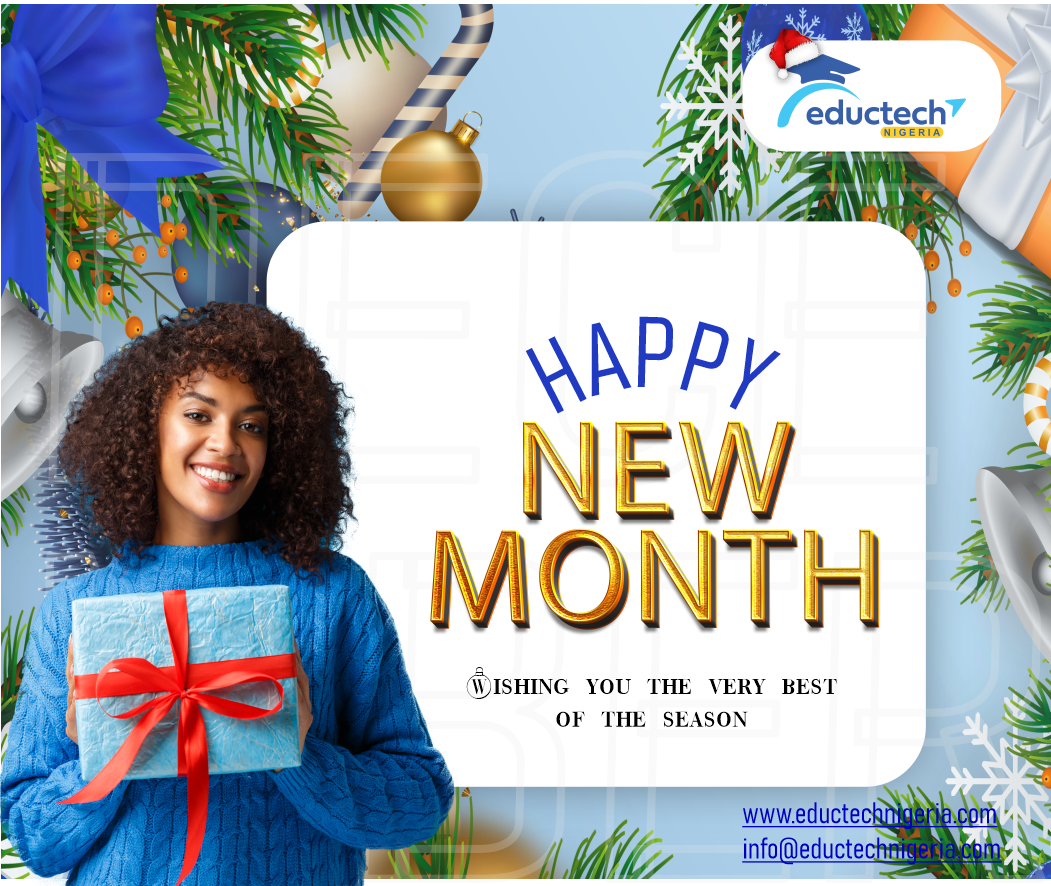 eductech
NIGERIA
HAPPY
NEW
MONTH
WISHING YOU THE VERY BEST
OF THE SEASON
www.eductechnigeria.com
info@eductechnigeria.com